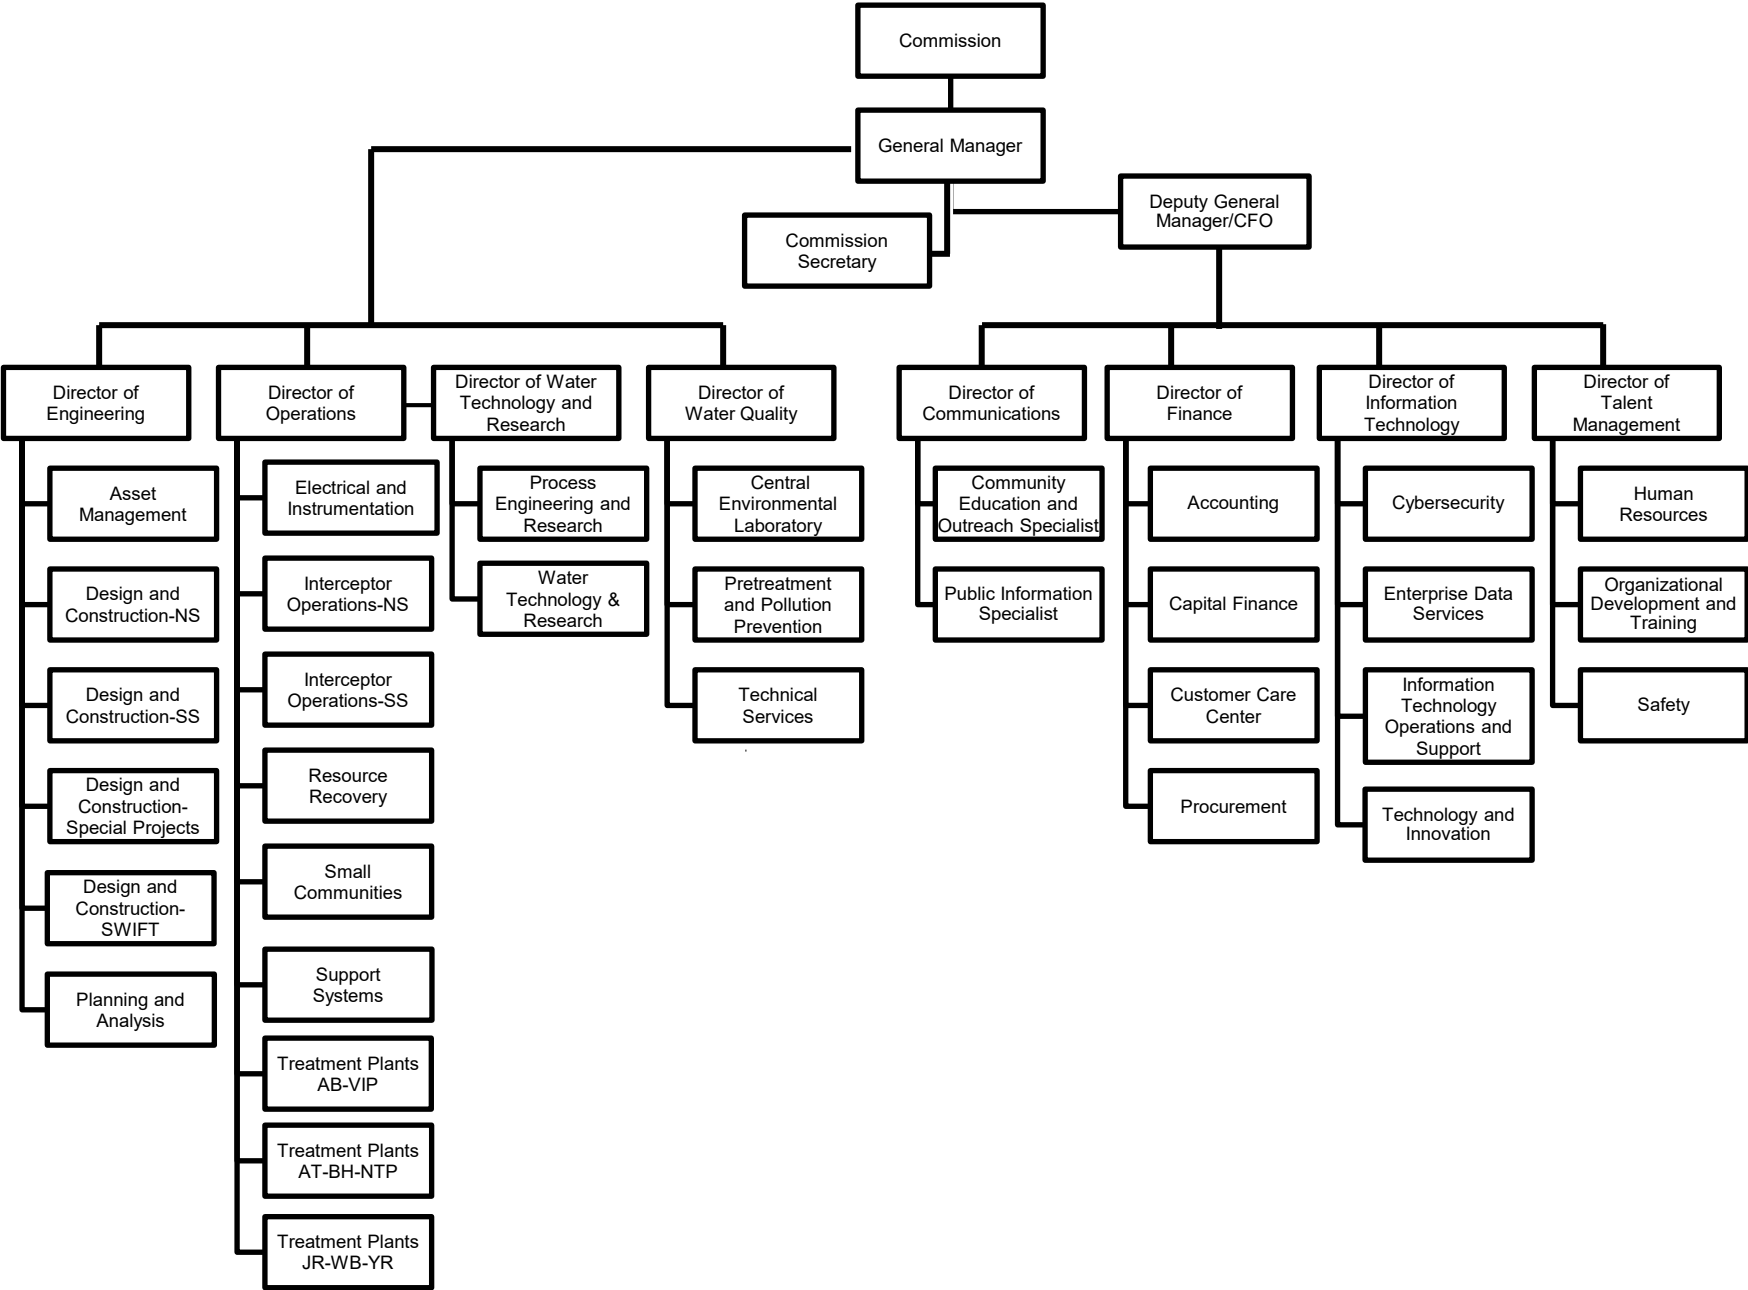 Commission
General Manager
Deputy General
Manager/CFO
Commission
Secretary
Director of
Engineering
Director of
Operations
Director of Water
Technology and
Research
Director of
Water Quality
Director of
Communications
Director of
Finance
Director of
Information
Technology
Director of
Talent
Management
Asset
Management
Design and
Construction-NS
Design and
Construction-SS
Design and
Construction-
Special Projects
Design and
Construction-
SWIFT
Planning and
Analysis
Electrical and
Instrumentation
Interceptor
Operations-NS
Interceptor
Operations-SS
Resource
Recovery
Small
Communities
Support
Systems
Treatment Plants
AB-VIP
Treatment Plants
AT-BH-NTP
Treatment Plants
JR-WB-YR
Process
Engineering and
Research
Water
Technology &
Research
Central
Environmental
Laboratory
Pretreatment
and Pollution
Prevention
Technical
Services
Community
Education and
Outreach Specialist
Public Information
Specialist
Accounting
Capital Finance
Customer Care
Center
Procurement
Cybersecurity
Enterprise Data
Services
Information
Technology
Operations and
Support
Technology and
Innovation
Human
Resources
Organizational
Development and
Training
Safety